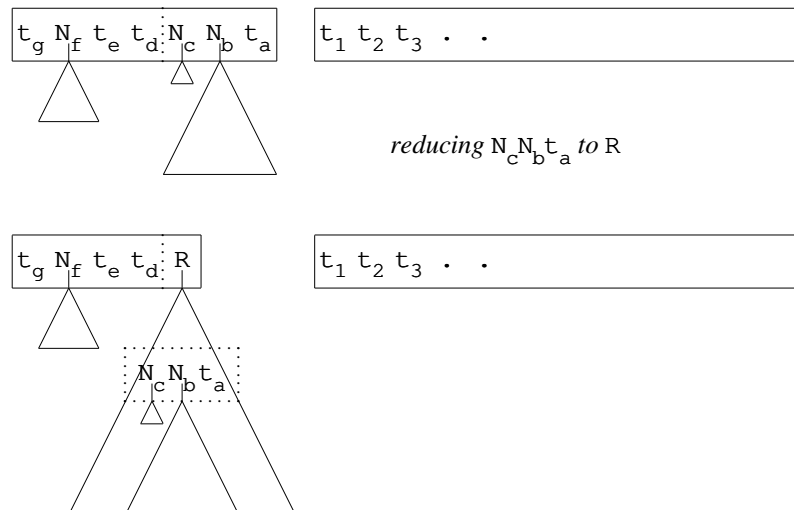 t_g N_f t_e t_d N_c N_b t_a t_1 t_2 t_3 . .
reducing N_c N_b t_a to R
t_g N_f t_e t_d R t_1 t_2 t_3 . .
N_c N_b t_a